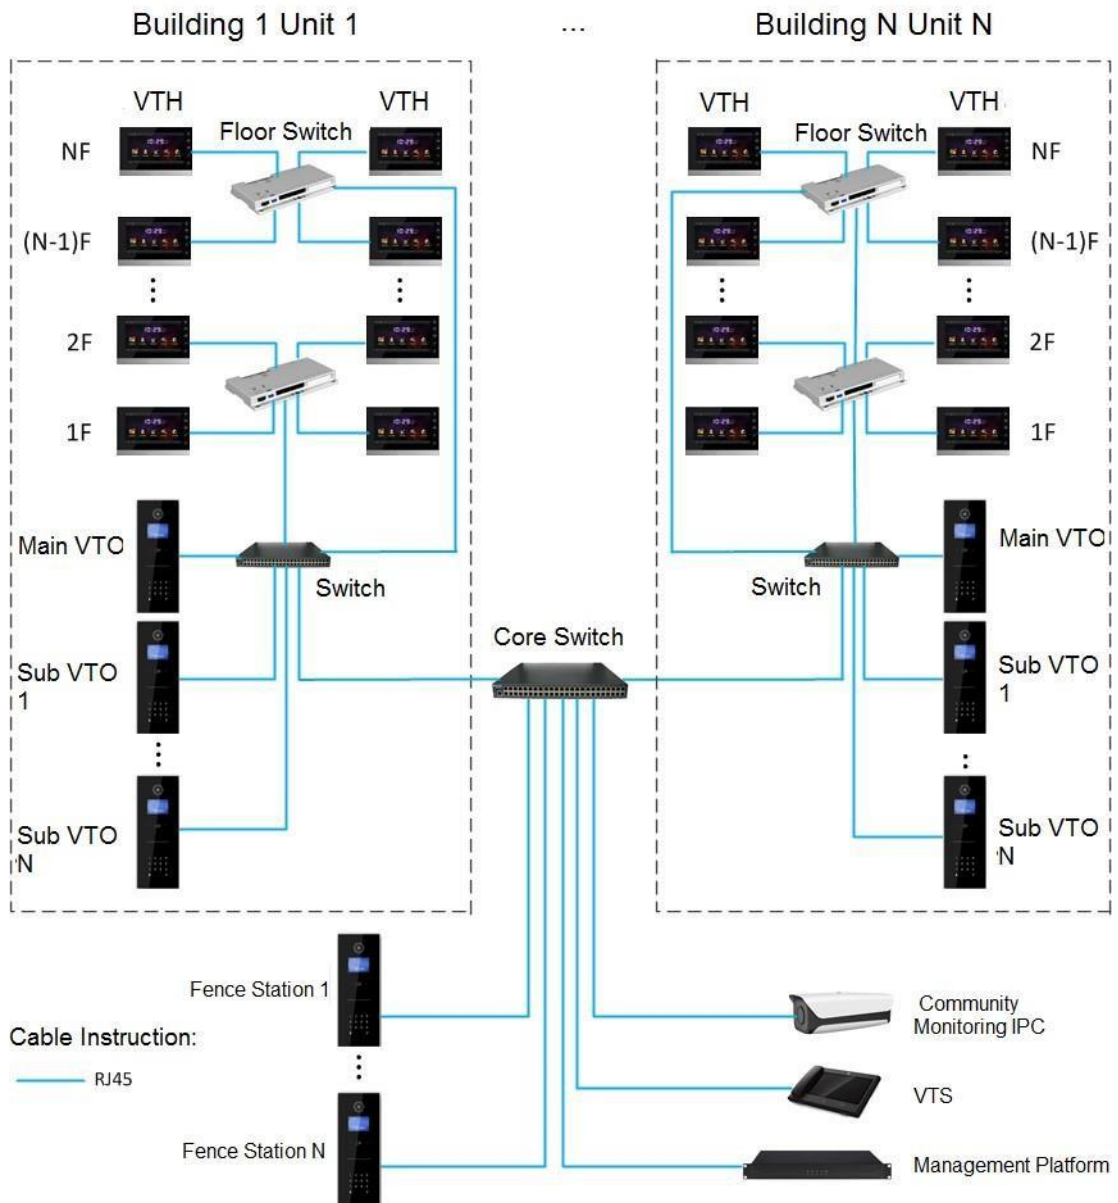 Building 1 Unit 1
...
Building N Unit N
VTH
VTH
Floor Switch
NF
(N-1)F
2F
1F
Main VTO
Switch
Sub VTO
1
Sub VTO
N
VTH
VTH
Floor Switch
NF
(N-1)F
2F
1F
Main VTO
Switch
Sub VTO
1
Sub VTO
N
Core Switch
Fence Station 1
Cable Instruction:
RJ45
Fence Station N
Community
Monitoring IPC
VTS
Management Platform